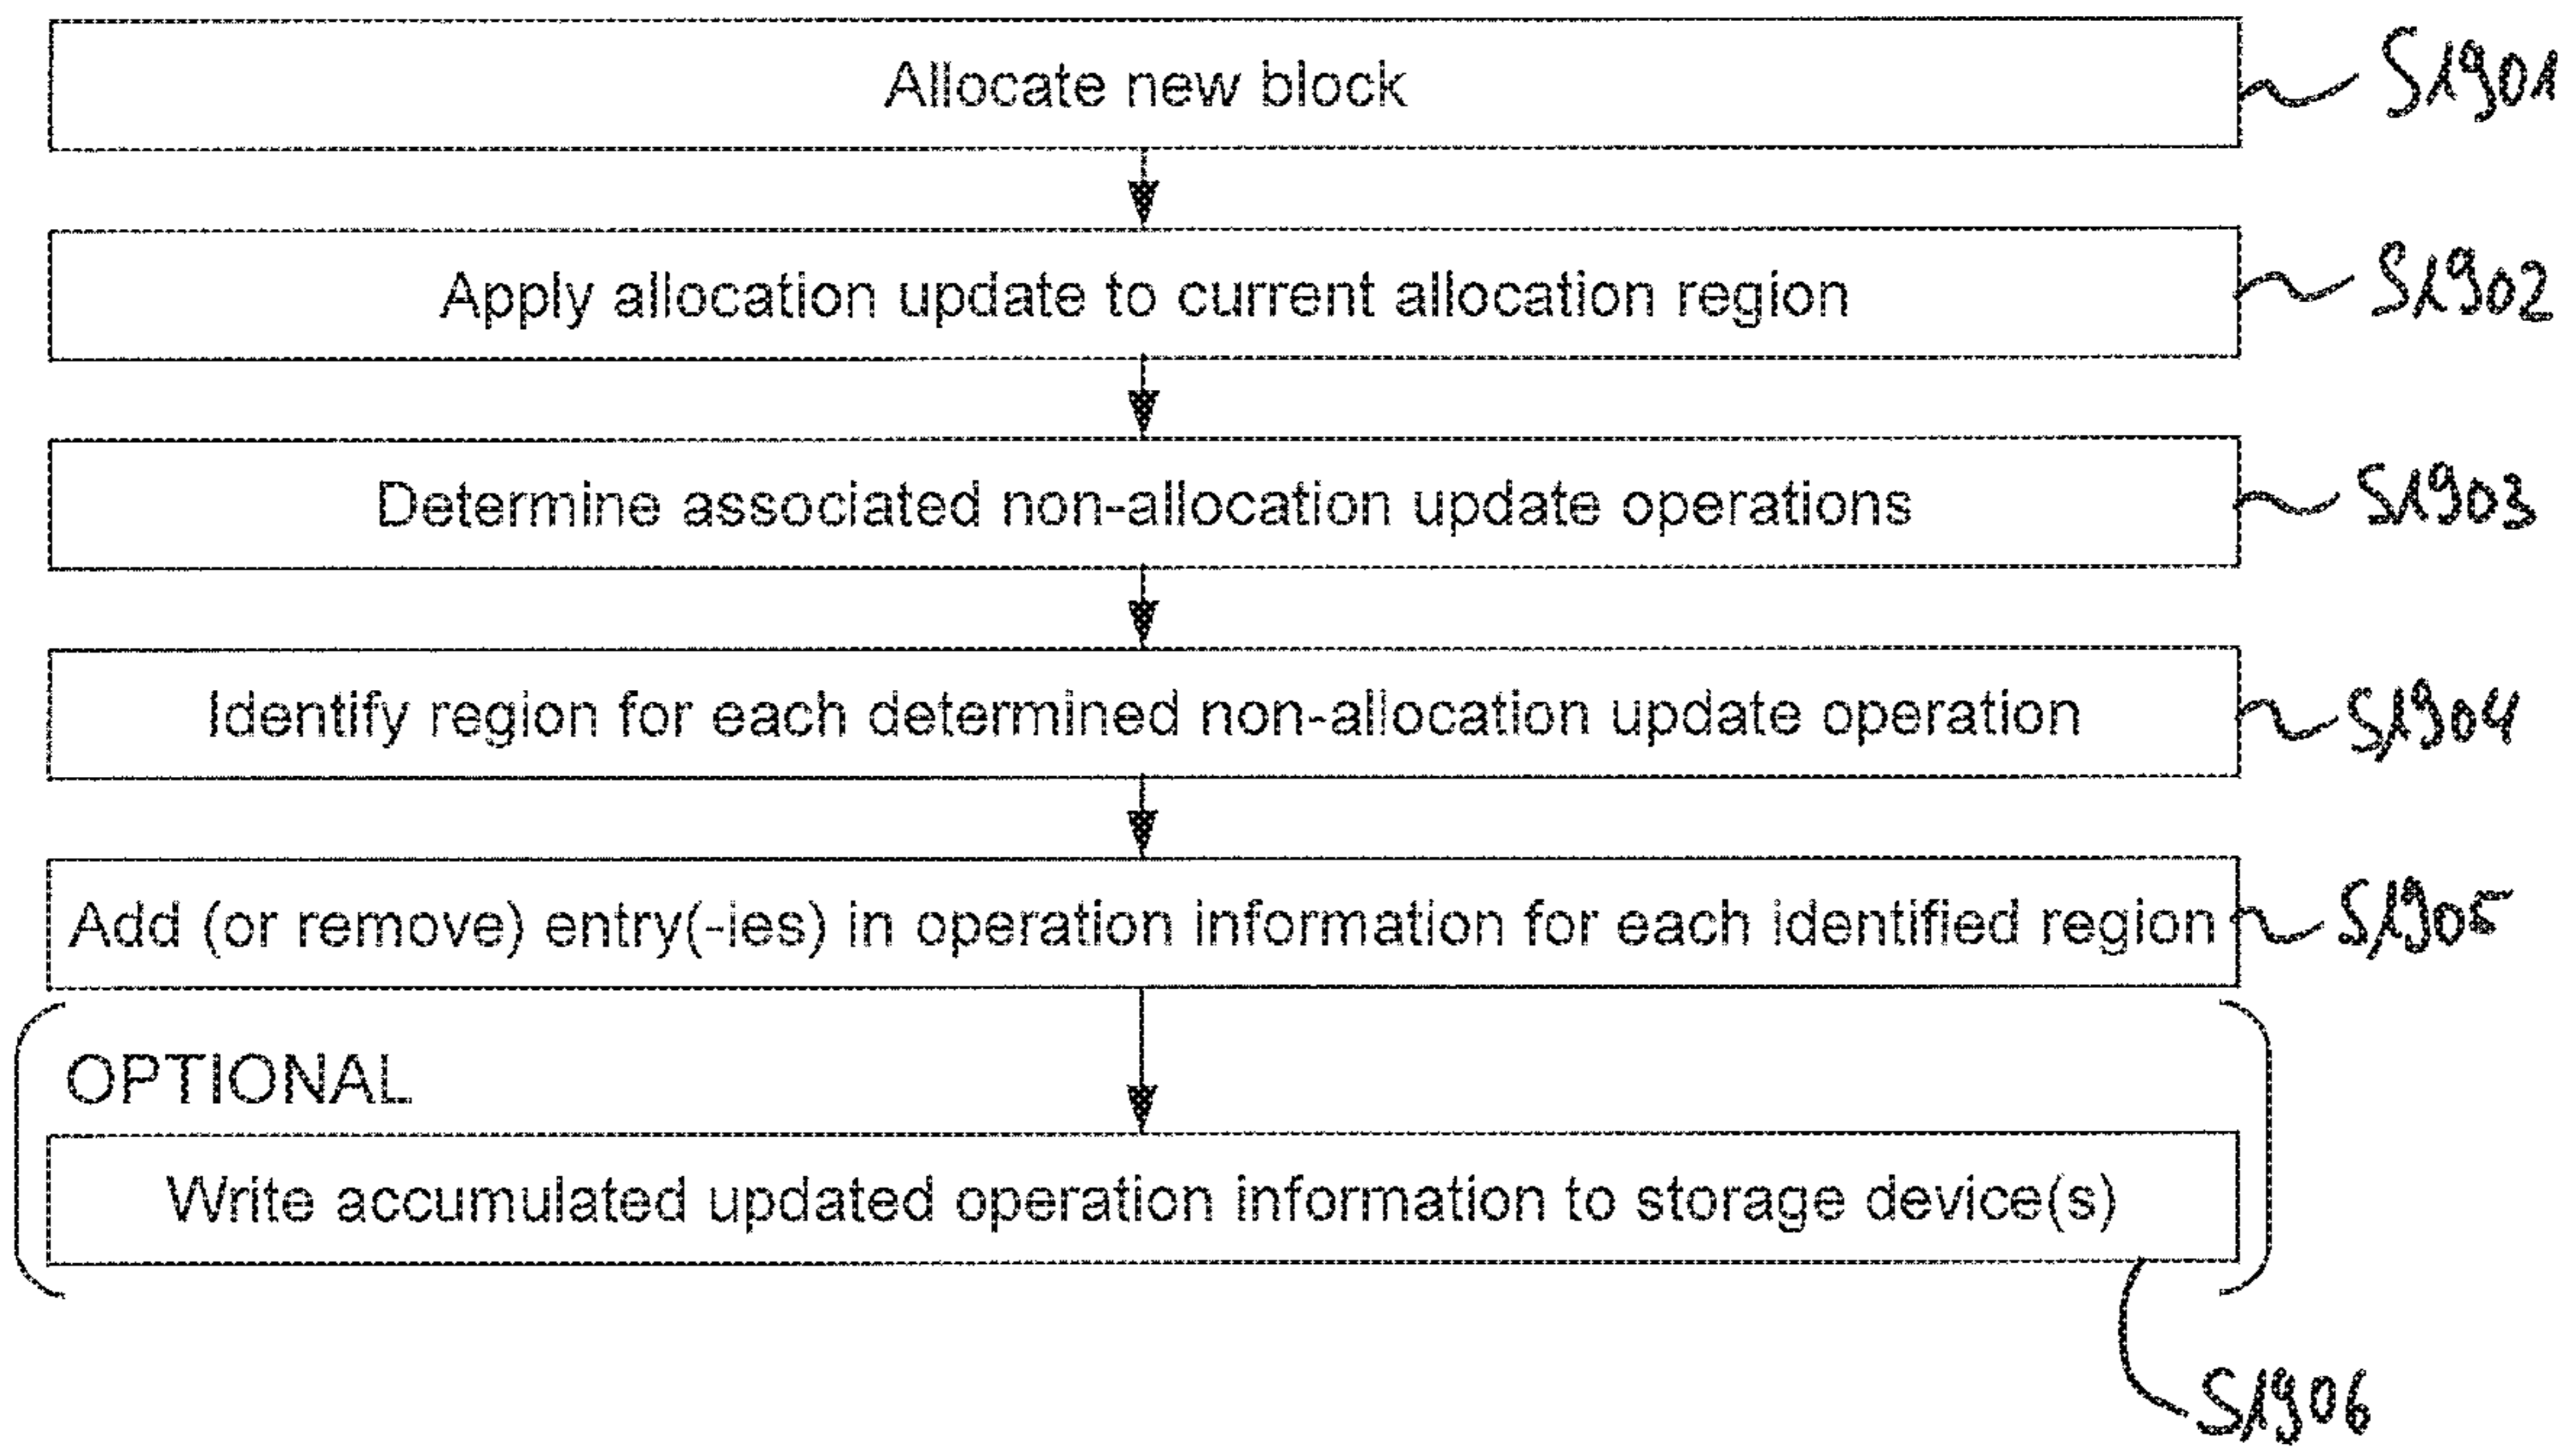 Allocate new block
S1901
Apply allocation update to current allocation region
S1902
Determine associated non-allocation update operations
S1903
Identify region for each determined non-allocation update operation
S1904
Add (or remove) entry(-ies) in operation information for each identified region
S1905
OPTIONAL
Write accumulated updated operation information to storage device(s)
S1906